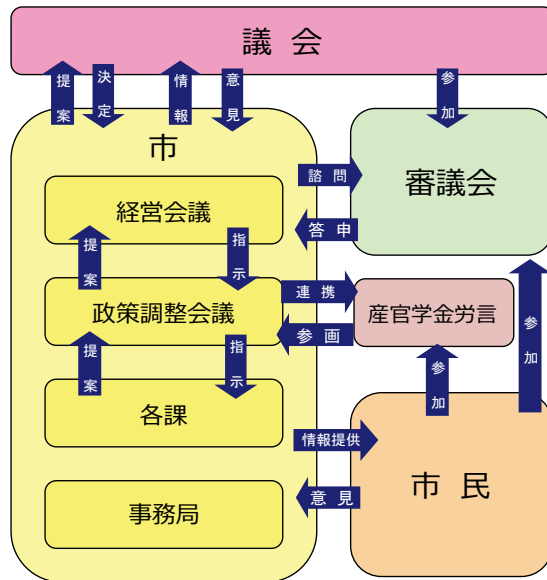 議会
提案
決定
情報
意見
参加
市
諮問
審議会
経営会議
答申
提案
指示
連携
政策調整会議
産官学金労言
参画
参加
提案
指示
参加
各課
情報提供
市民
意見
事務局